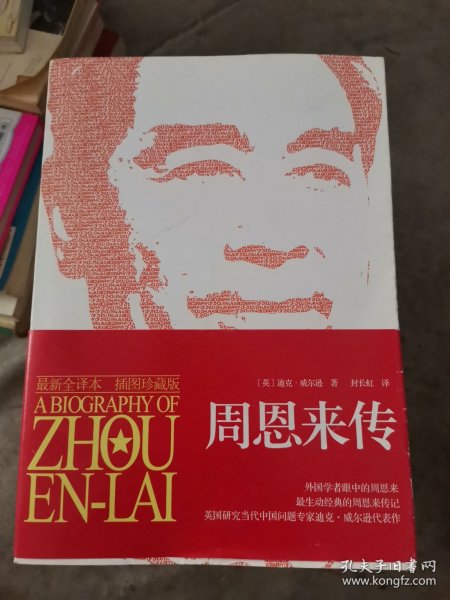 最新全译本 插图珍藏版
A BIOGRAPHY OF
ZHOU
EN-LAI
〔英〕迪克·威尔逊 著 封长虹 译
周恩来传
外国学者眼中的周恩来
最生动经典的周恩来传记
英国研究当代中国问题专家迪克·威尔逊代表作
孔夫子旧书网
www.kongfz.com